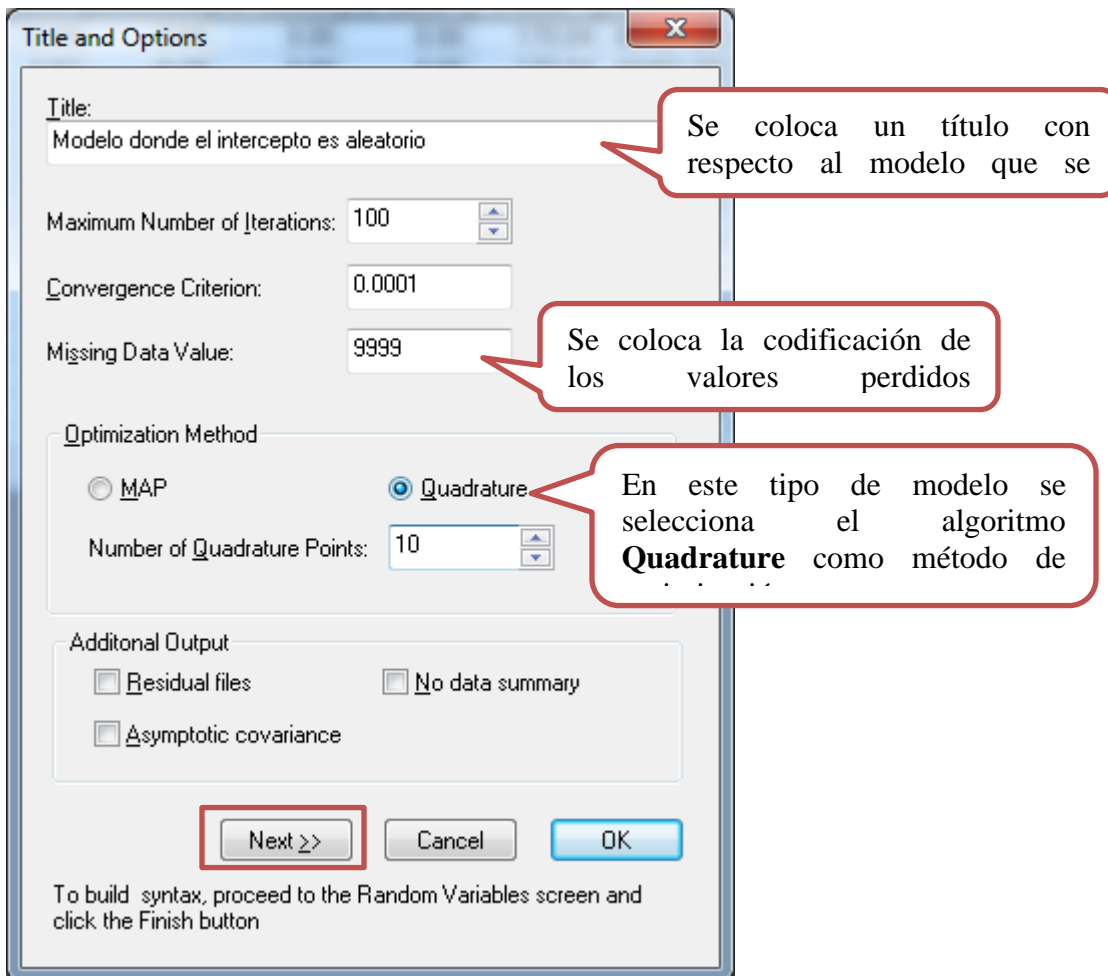 Title and Options
Title:
Modelo donde el intercepto es aleatorio
Se coloca un título con
respecto al modelo que se
Maximum Number of Iterations: 100
Convergence Criterion: 0.0001
Missing Data Value: 9999
Se coloca la codificación de
los valores perdidos
Optimization Method
MAP
Quadrature
Number of Quadrature Points: 10
En este tipo de modelo se
selecciona el algoritmo
Quadrature como método de
Additonal Output
Residual files
No data summary
Asymptotic covariance
Next >>
Cancel
OK
To build syntax, proceed to the Random Variables screen and
click the Finish button